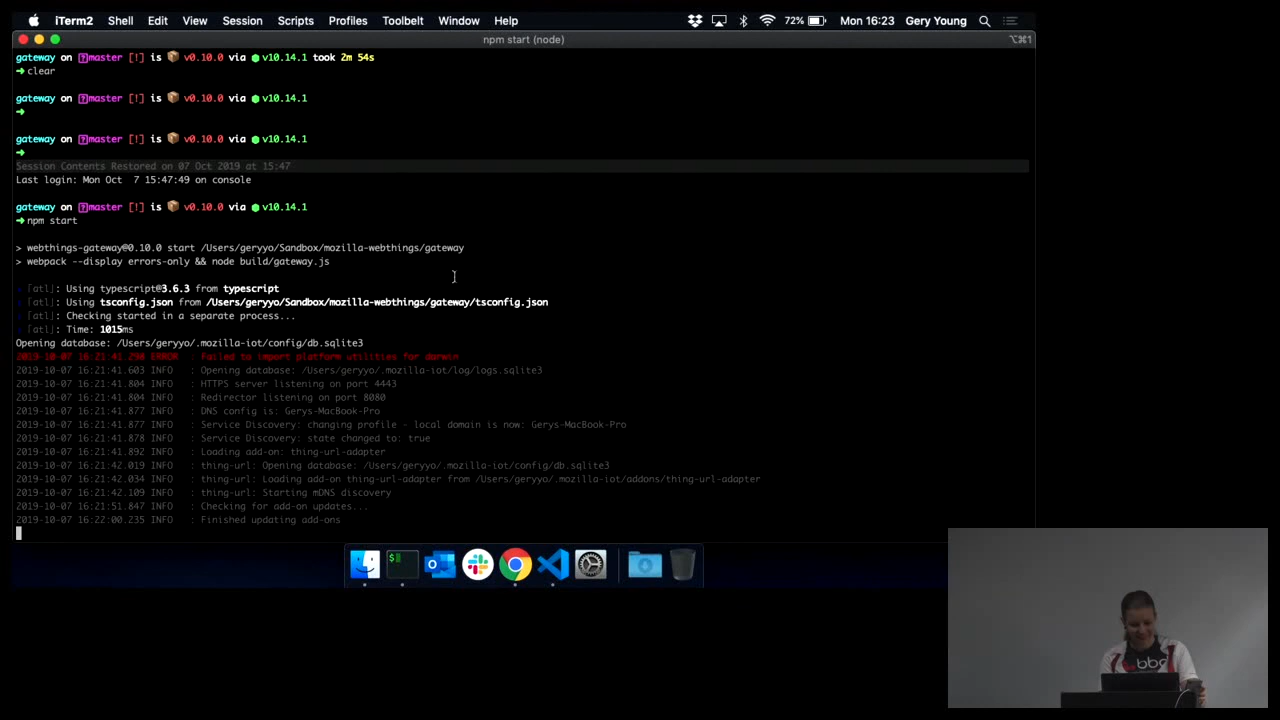 iTerm2 Shell Edit View Session Scripts Profiles Toolbelt Window Help 72% Mon 16:23 Gery Young
npm start (node) ⌥⌘1
gateway on master [!] is 📦 v0.10.0 via ⬢ v10.14.1 took 2m 54s
➜ clear
gateway on master [!] is 📦 v0.10.0 via ⬢ v10.14.1
➜
gateway on master [!] is 📦 v0.10.0 via ⬢ v10.14.1
➜
Session Contents Restored on 07 Oct 2019 at 15:47
Last login: Mon Oct  7 15:47:49 on console
gateway on master [!] is 📦 v0.10.0 via ⬢ v10.14.1
➜ npm start
> webthings-gateway@0.10.0 start /Users/geryyo/Sandbox/mozilla-webthings/gateway
> webpack --display errors-only && node build/gateway.js
「atl」: Using typescript@3.6.3 from typescript
「atl」: Using tsconfig.json from /Users/geryyo/Sandbox/mozilla-webthings/gateway/tsconfig.json
「atl」: Checking started in a separate process...
「atl」: Time: 1015ms
Opening database: /Users/geryyo/.mozilla-iot/config/db.sqlite3
2019-10-07 16:21:41.298 ERROR  : Failed to import platform utilities for darwin
2019-10-07 16:21:41.603 INFO   : Opening database: /Users/geryyo/.mozilla-iot/log/logs.sqlite3
2019-10-07 16:21:41.804 INFO   : HTTPS server listening on port 4443
2019-10-07 16:21:41.804 INFO   : Redirector listening on port 8080
2019-10-07 16:21:41.877 INFO   : DNS config is: Gerys-MacBook-Pro
2019-10-07 16:21:41.877 INFO   : Service Discovery: changing profile - local domain is now: Gerys-MacBook-Pro
2019-10-07 16:21:41.878 INFO   : Service Discovery: state changed to: true
2019-10-07 16:21:41.892 INFO   : Loading add-on: thing-url-adapter
2019-10-07 16:21:42.019 INFO   : thing-url: Opening database: /Users/geryyo/.mozilla-iot/config/db.sqlite3
2019-10-07 16:21:42.034 INFO   : thing-url: Loading add-on thing-url-adapter from /Users/geryyo/.mozilla-iot/addons/thing-url-adapter
2019-10-07 16:21:42.109 INFO   : thing-url: Starting mDNS discovery
2019-10-07 16:21:51.847 INFO   : Checking for add-on updates...
2019-10-07 16:22:00.235 INFO   : Finished updating add-ons
bbd